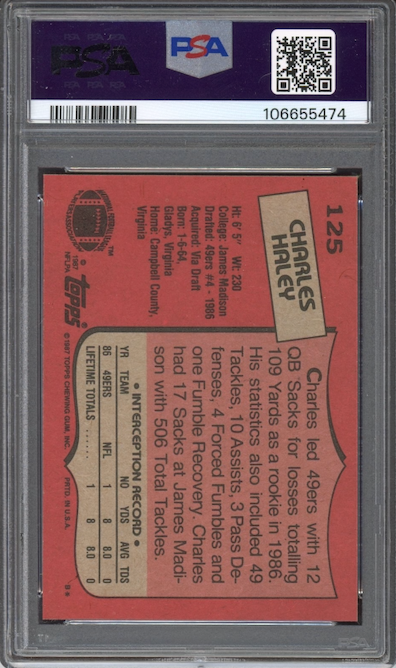 PSA
PSA
106655474
125
CHARLES
HALEY
Ht: 6' 5" Wt: 230
College: James Madison
Drafted: 49ers #4 - 1986
Acquired: Via Draft
Born: 1-6-64,
Gladys, Virginia
Home: Campbell County,
Virginia
Charles led 49ers with 12
QB Sacks for losses totalling
109 Yards as a rookie in 1986.
His statistics also included 49
Tackles, 10 Assists, 3 Pass De-
fenses, 4 Forced Fumbles and
one Fumble Recovery. Charles
had 17 Sacks at James Madi-
son with 506 Total Tackles.
• INTERCEPTION RECORD •
YR TEAM NO YDS AVG TDS
86 49ERS NFL 1 8 8.0 0
LIFETIME TOTALS ...... 1 8 8.0 0
TM
© 1987
NFLPA
topps
© 1987 TOPPS CHEWING GUM, INC. PRTD. IN U.S.A.